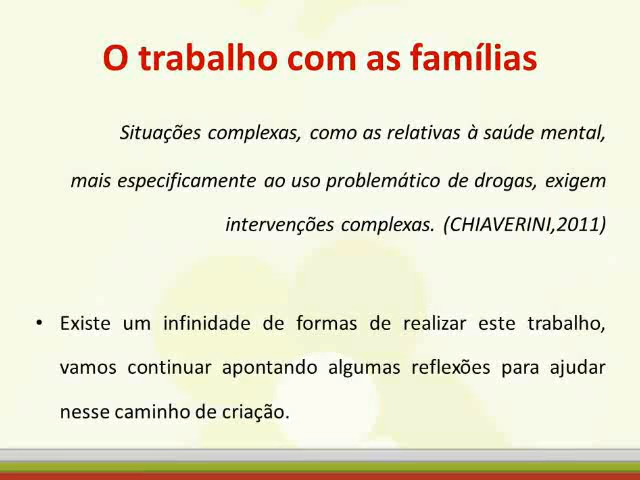 O trabalho com as famílias
Situações complexas, como as relativas à saúde mental,
mais especificamente ao uso problemático de drogas, exigem
intervenções complexas. (CHIAVERINI,2011)
• Existe um infinidade de formas de realizar este trabalho,
vamos continuar apontando algumas reflexões para ajudar
nesse caminho de criação.